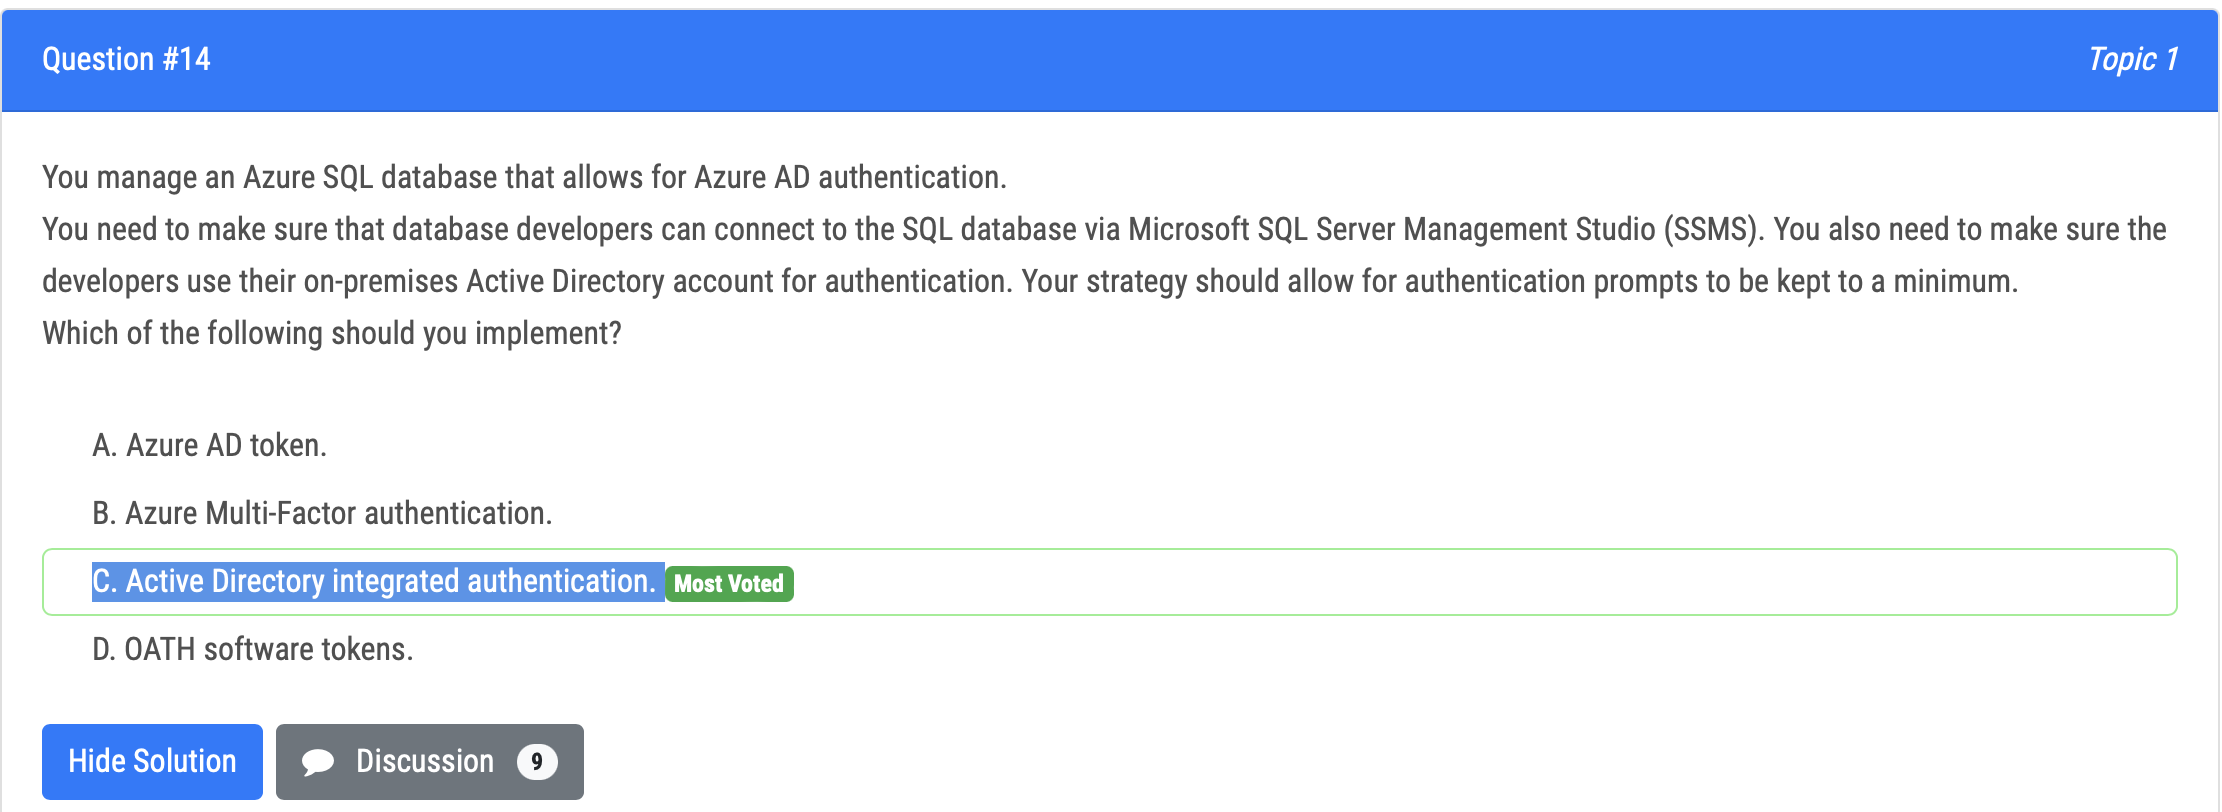 Question #14
Topic 1
You manage an Azure SQL database that allows for Azure AD authentication.
You need to make sure that database developers can connect to the SQL database via Microsoft SQL Server Management Studio (SSMS). You also need to make sure the
developers use their on-premises Active Directory account for authentication. Your strategy should allow for authentication prompts to be kept to a minimum.
Which of the following should you implement?
A. Azure AD token.
B. Azure Multi-Factor authentication.
C. Active Directory integrated authentication. Most Voted
D. OATH software tokens.
Hide Solution Discussion 9